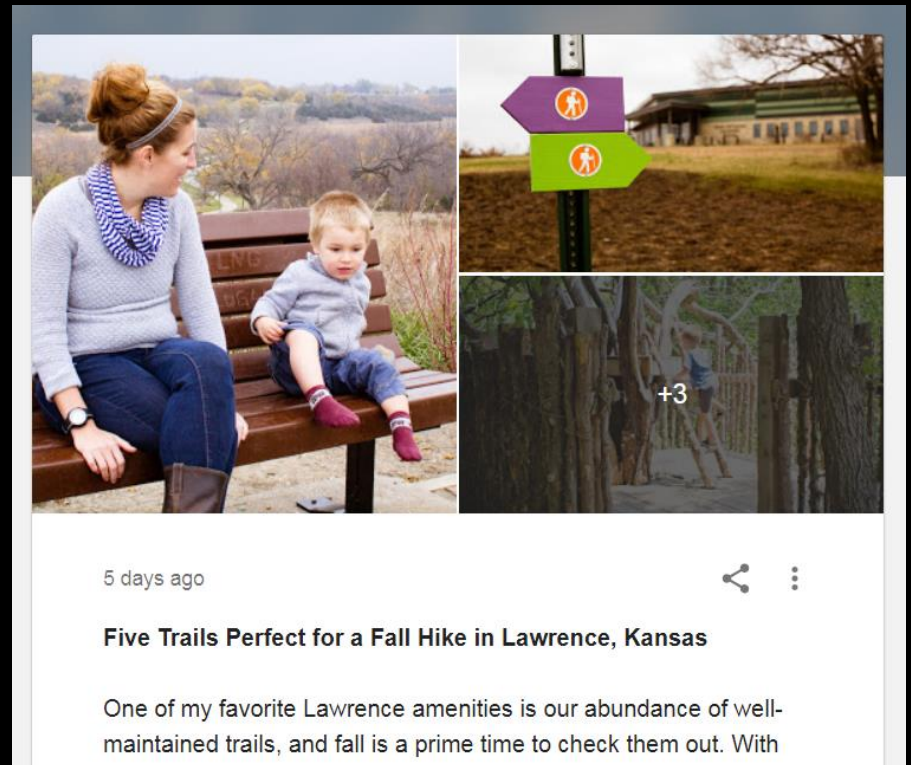 LMG
+3
5 days ago
Five Trails Perfect for a Fall Hike in Lawrence, Kansas
One of my favorite Lawrence amenities is our abundance of well-
maintained trails, and fall is a prime time to check them out. With